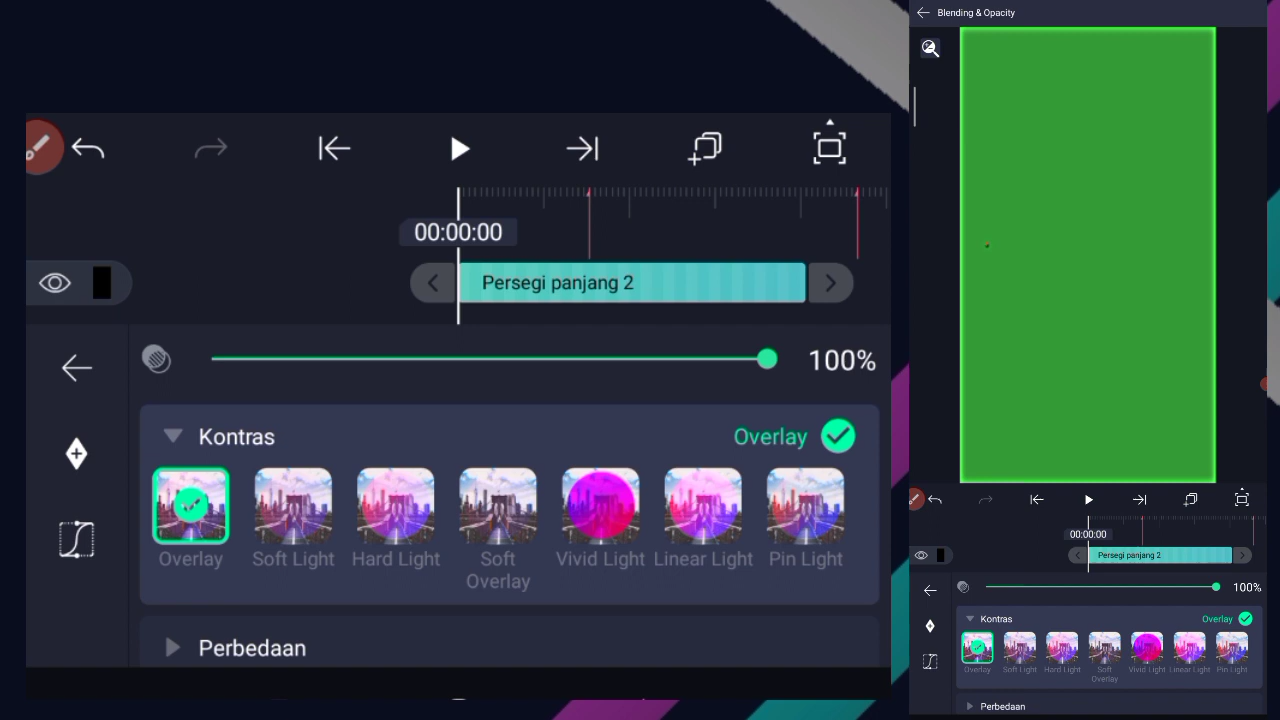 00:00:00
Persegi panjang 2
100%
Kontras
Overlay
Overlay
Soft Light
Hard Light
Soft
Overlay
Vivid Light
Linear Light
Pin Light
Perbedaan
Blending & Opacity
00:00:00
Persegi panjang 2
100%
Kontras
Overlay
Overlay
Soft Light
Hard Light
Soft
Overlay
Vivid Light
Linear Light
Pin Light
Perbedaan